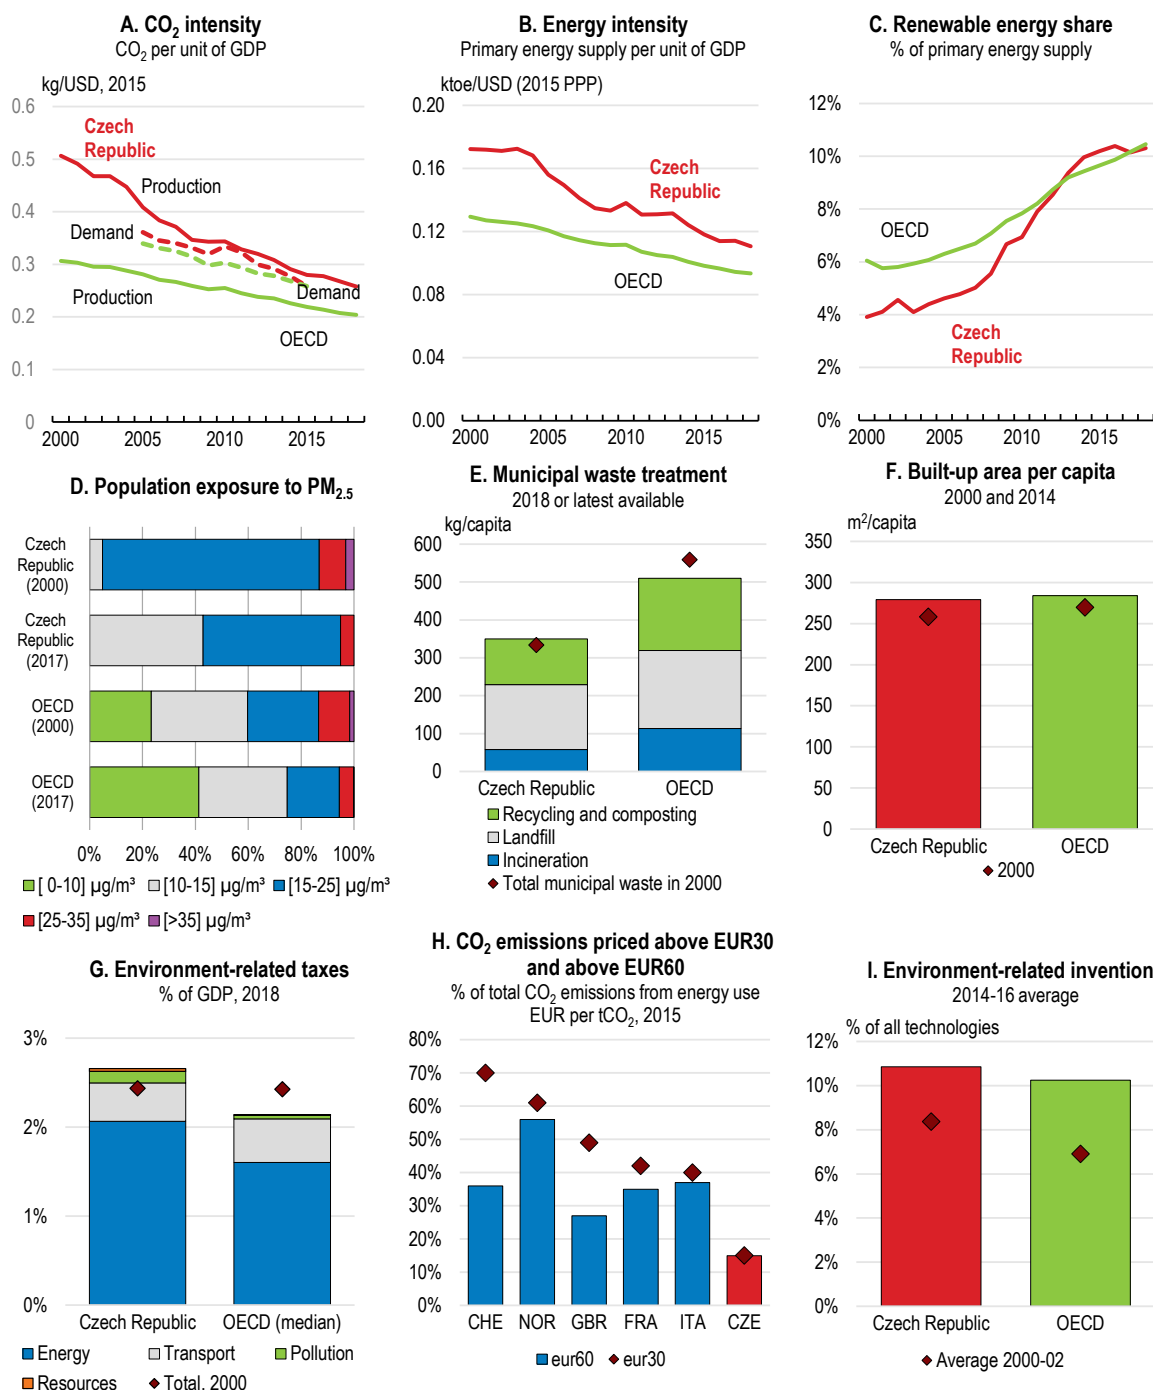 A. CO2 intensity
CO2 per unit of GDP
kg/USD, 2015
0.6
0.5
0.4
0.3
0.2
0.1
0
Czech
Republic
Production
Demand
Production
Demand
OECD
2000 2005 2010 2015
B. Energy intensity
Primary energy supply per unit of GDP
ktoe/USD (2015 PPP)
0.20
0.16
0.12
0.08
0.04
0.00
Czech
Republic
OECD
2000 2005 2010 2015
C. Renewable energy share
% of primary energy supply
12%
10%
8%
6%
4%
2%
0%
OECD
Czech
Republic
2000 2005 2010 2015
D. Population exposure to PM2.5
Czech
Republic
(2000)
Czech
Republic
(2017)
OECD
(2000)
OECD
(2017)
0% 20% 40% 60% 80% 100%
[ 0-10] µg/m³ [10-15] µg/m³ [15-25] µg/m³
[25-35] µg/m³ [>35] µg/m³
E. Municipal waste treatment
2018 or latest available
kg/capita
600
500
400
300
200
100
0
Czech Republic OECD
Recycling and composting
Landfill
Incineration
Total municipal waste in 2000
F. Built-up area per capita
2000 and 2014
m2/capita
350
300
250
200
150
100
50
0
Czech Republic OECD
2000
G. Environment-related taxes
% of GDP, 2018
3%
2%
1%
0%
Czech Republic OECD (median)
Energy Transport Pollution
Resources Total, 2000
H. CO2 emissions priced above EUR30
and above EUR60
% of total CO2 emissions from energy use
EUR per tCO2, 2015
80%
70%
60%
50%
40%
30%
20%
10%
0%
CHE NOR GBR FRA ITA CZE
eur60 eur30
I. Environment-related invention
2014-16 average
% of all technologies
12%
10%
8%
6%
4%
2%
0%
Czech Republic OECD
Average 2000-02